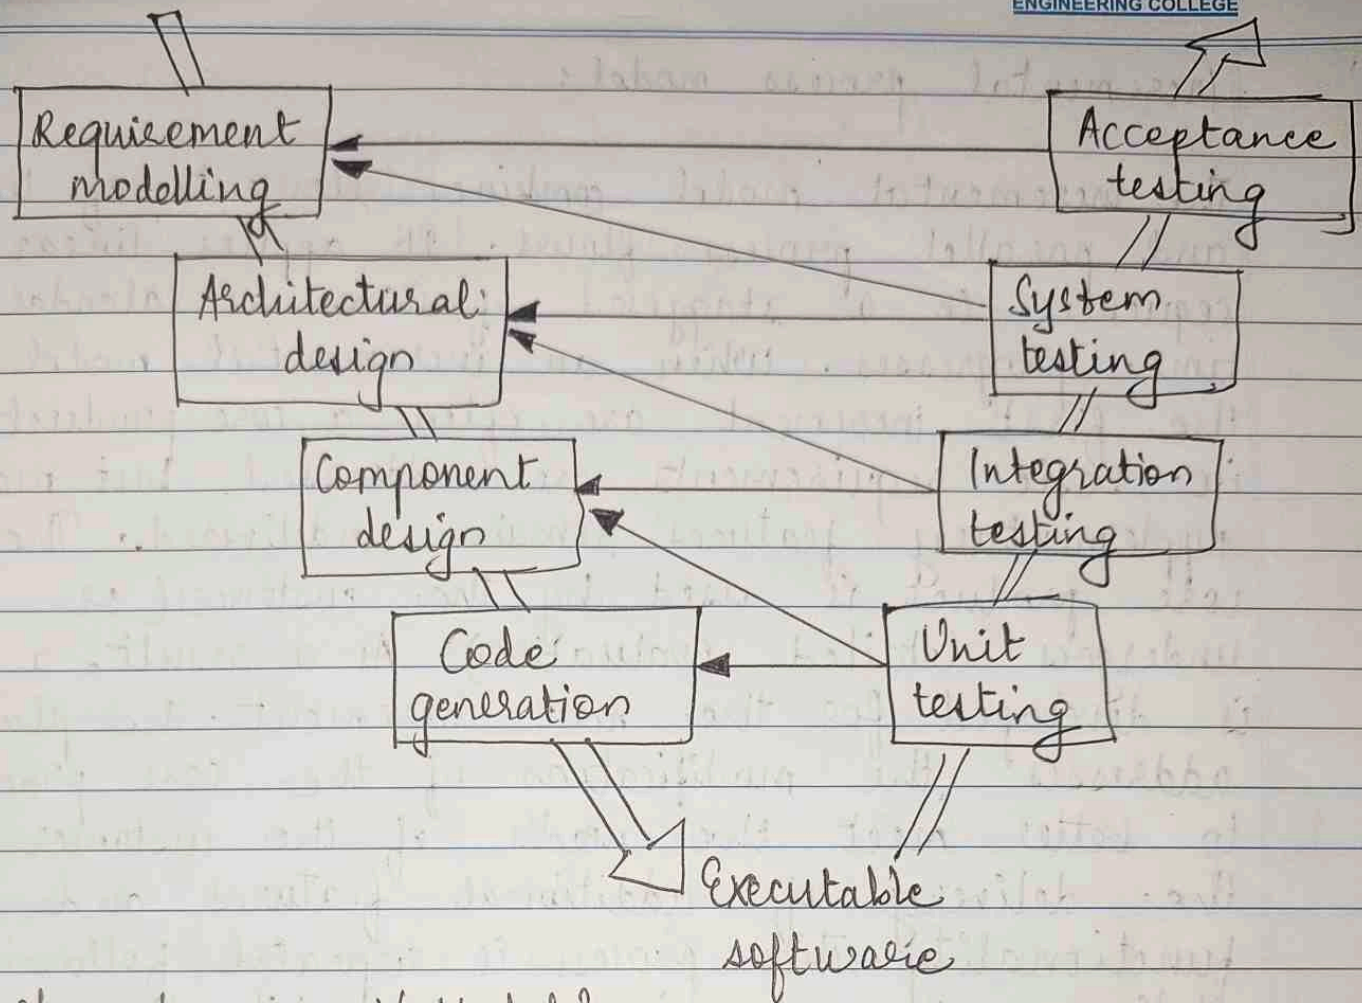 ENGINEERING COLLEGE
Requirement
modelling
Acceptance
testing
Architectural
design
System
testing
Component
design
Integration
testing
Code
generation
Unit
testing
Executable
software